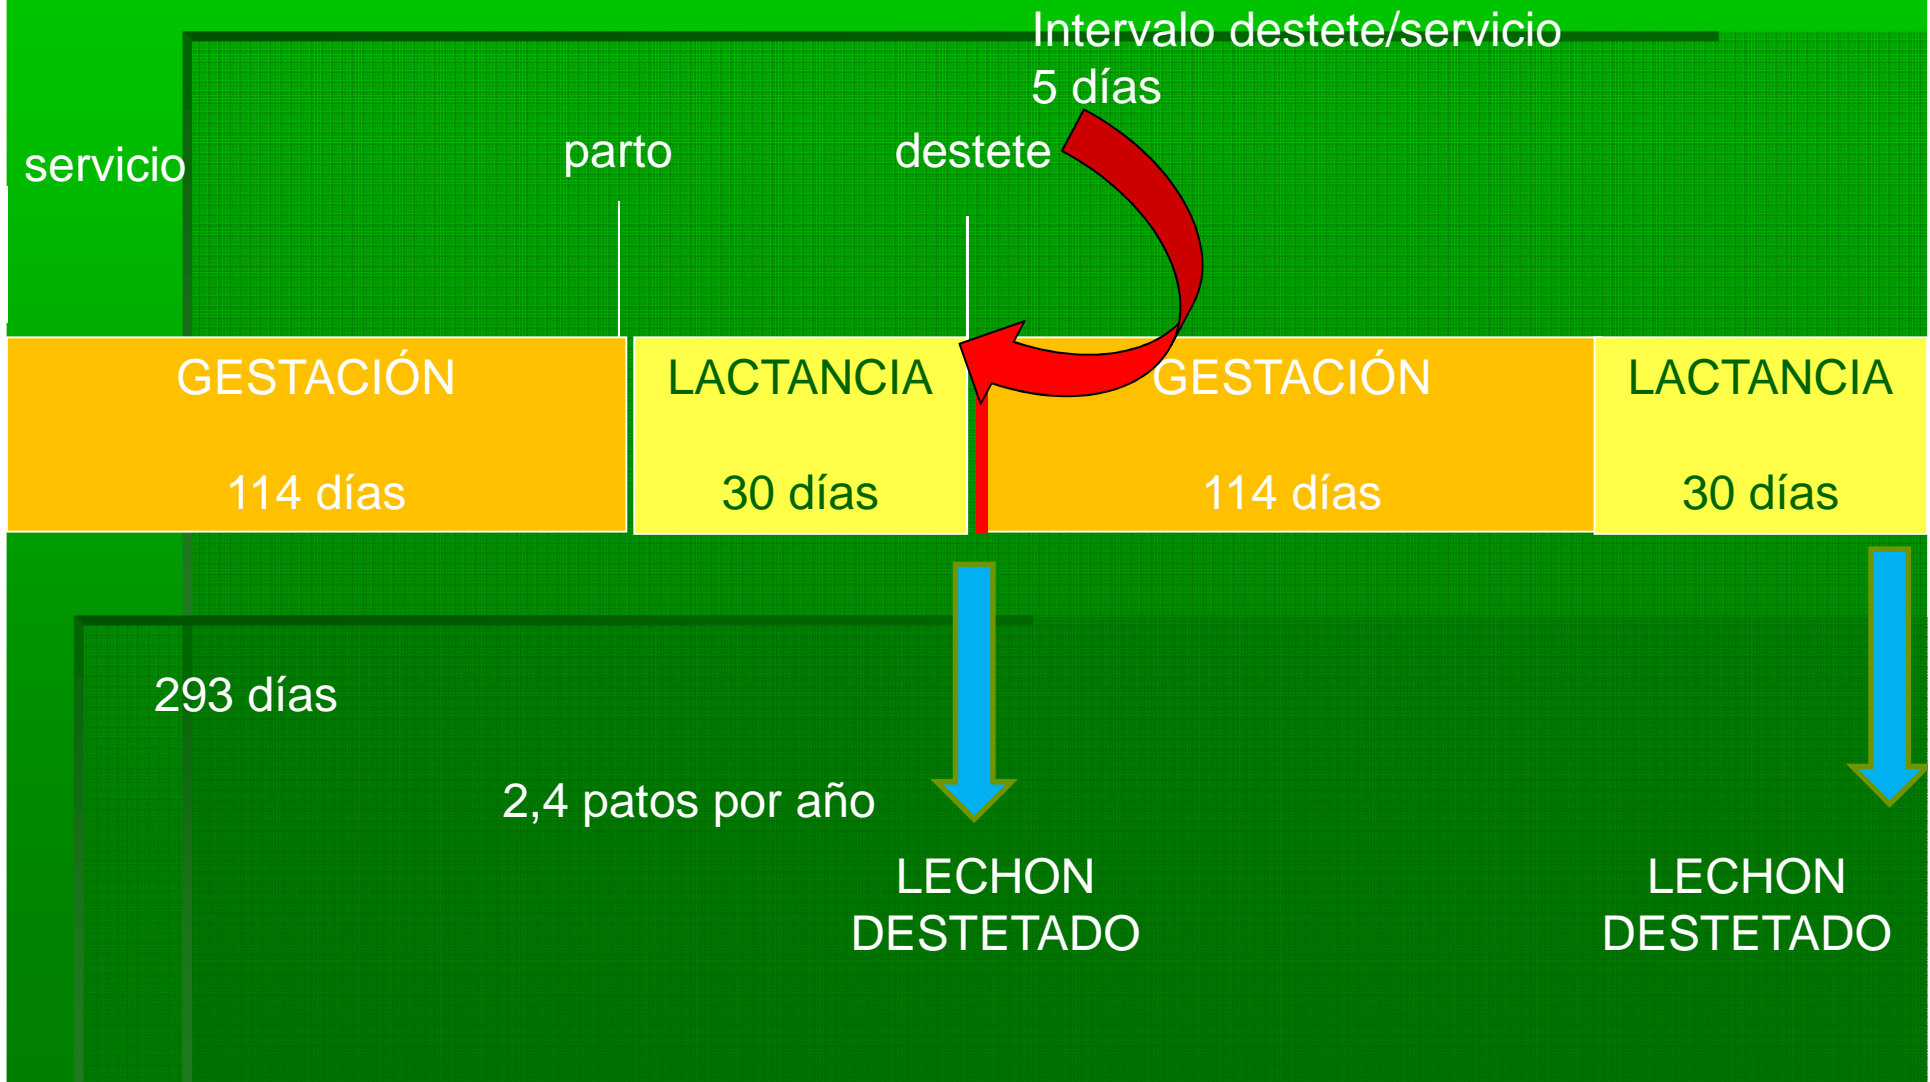 Intervalo destete/servicio
5 días
servicio
parto
destete
GESTACIÓN
114 días
LACTANCIA
30 días
GESTACIÓN
114 días
LACTANCIA
30 días
293 días
2,4 patos por año
LECHON
DESTETADO
LECHON
DESTETADO